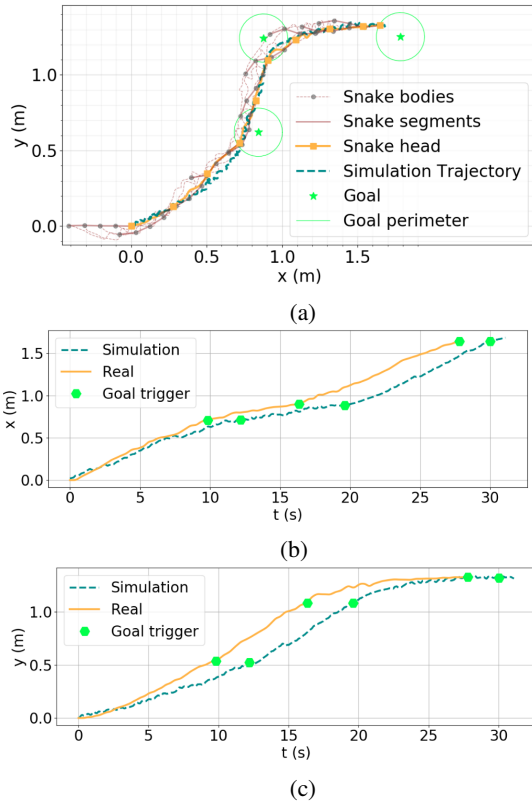 y (m)
1.0
0.5
0.0
Snake bodies
Snake segments
Snake head
Simulation Trajectory
Goal
Goal perimeter
0.0 0.5 1.0 1.5
x (m)
(a)
x (m)
1.5
1.0
0.5
0.0
Simulation
Real
Goal trigger
0 5 10 15 20 25 30
t (s)
(b)
y (m)
1.0
0.5
0.0
Simulation
Real
Goal trigger
0 5 10 15 20 25 30
t (s)
(c)